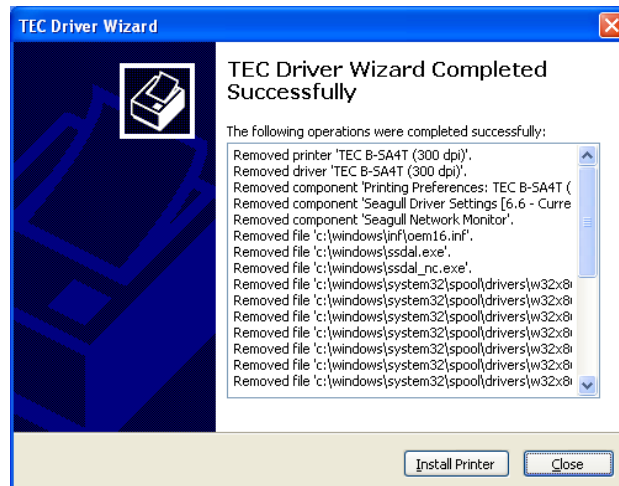 TEC Driver Wizard
TEC Driver Wizard Completed
Successfully
The following operations were completed successfully:
Removed printer 'TEC B-SA4T (300 dpi)'.
Removed driver 'TEC B-SA4T (300 dpi)'.
Removed component 'Printing Preferences: TEC B-SA4T (
Removed component 'Seagull Driver Settings [6.6 - Curre
Removed component 'Seagull Network Monitor'.
Removed file 'c:\windows\inf\oem16.inf'.
Removed file 'c:\windows\ssdal.exe'.
Removed file 'c:\windows\ssdal_nc.exe'.
Removed file 'c:\windows\system32\spool\drivers\w32x8
Removed file 'c:\windows\system32\spool\drivers\w32x8
Removed file 'c:\windows\system32\spool\drivers\w32x8
Removed file 'c:\windows\system32\spool\drivers\w32x8
Removed file 'c:\windows\system32\spool\drivers\w32x8
Removed file 'c:\windows\system32\spool\drivers\w32x8
Removed file 'c:\windows\system32\spool\drivers\w32x8
Install Printer
Close